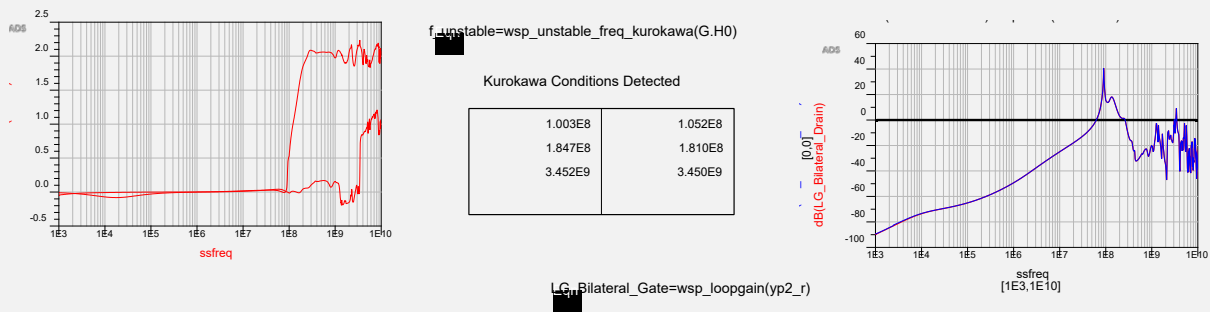 ADS
2.5
2.0
1.5
1.0
0.5
0.0
-0.5
1E3 1E4 1E5 1E6 1E7 1E8 1E9 1E10
ssfreq
f_unstable=wsp_unstable_freq_kurokawa(G.H0)
Kurokawa Conditions Detected
1.003E8 1.052E8
1.847E8 1.810E8
3.452E9 3.450E9
LG_Bilateral_Gate=wsp_loopgain(yp2_r)
ADS
60
40
20
0
-20
-40
-60
-80
-100
[0,0]
dB(LG_Bilateral_Drain)
1E3 1E4 1E5 1E6 1E7 1E8 1E9 1E10
ssfreq
[1E3,1E10]